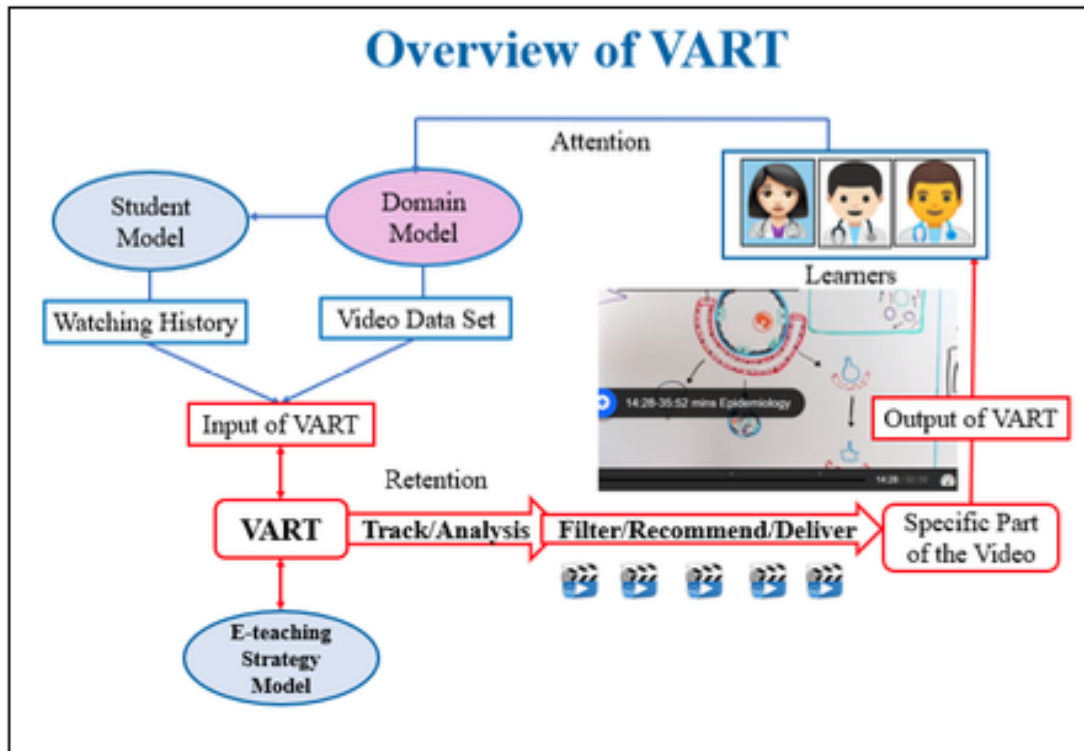 Overview of VART
Attention
Student
Model
Domain
Model
Learners
Watching History
Video Data Set
14:28-35:52 mins Epidemiology
Input of VART
Output of VART
14:28
Retention
VART
Track/Analysis
Filter/Recommend/Deliver
Specific Part
of the Video
E-teaching
Strategy
Model